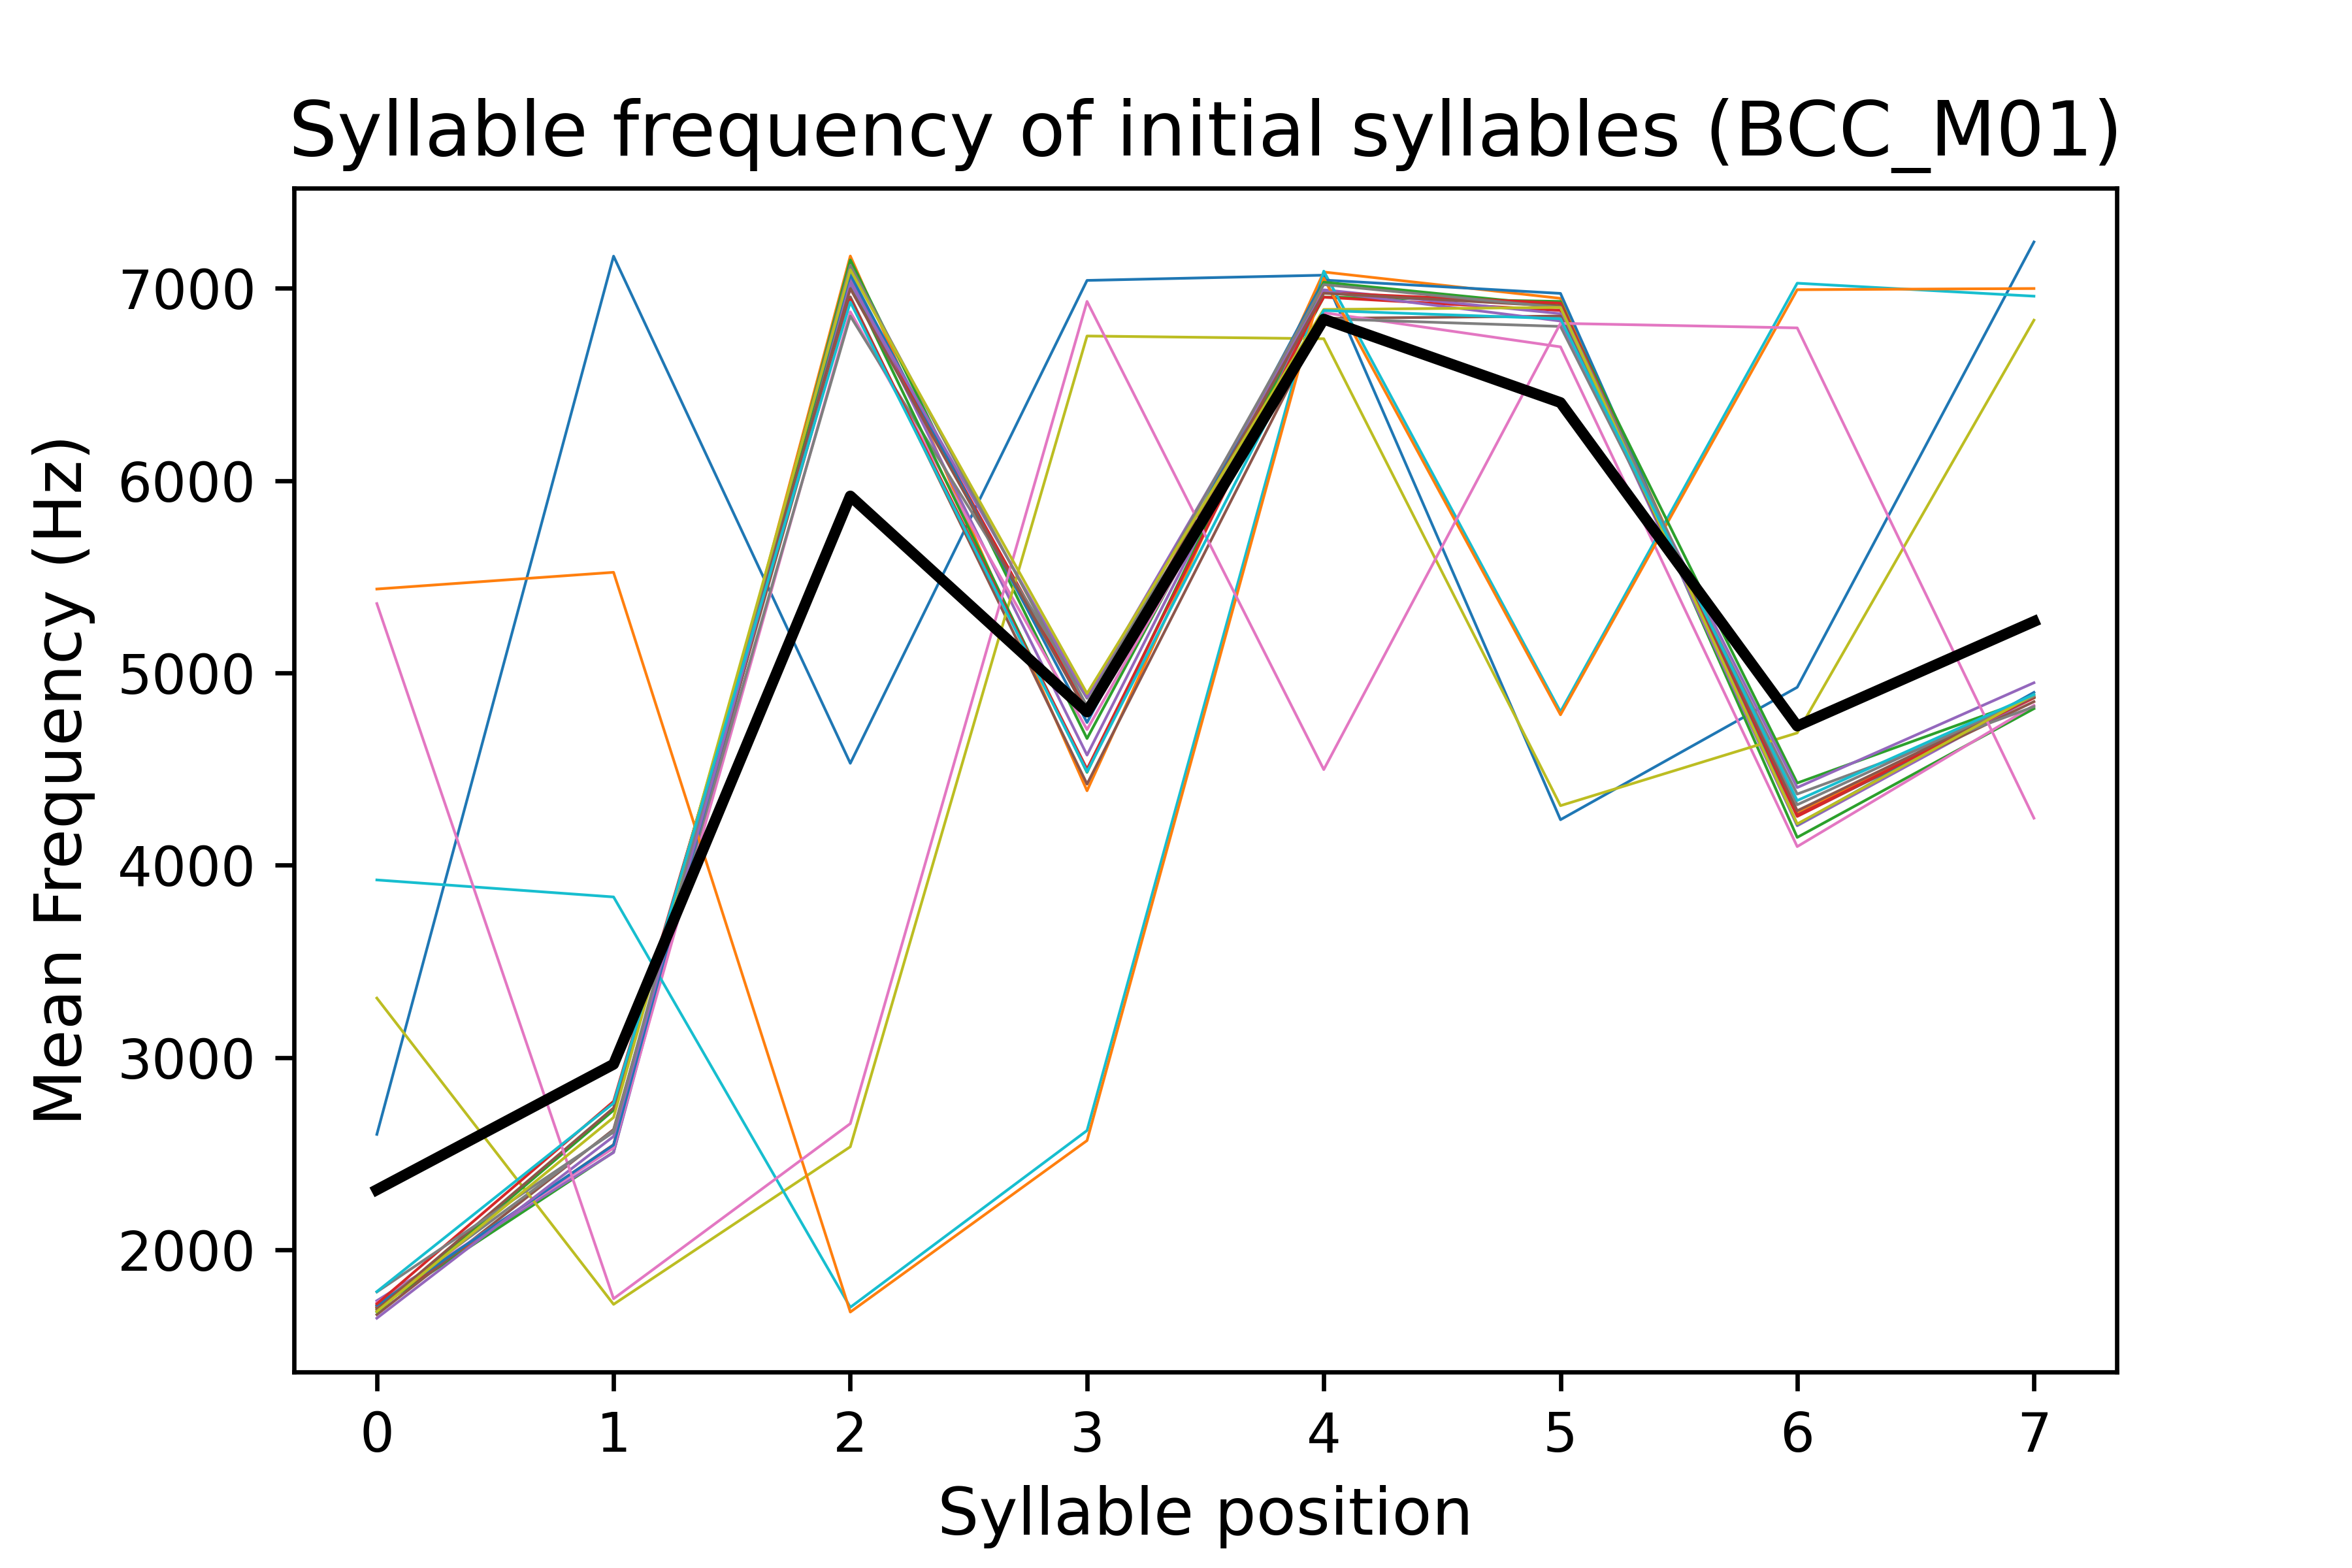 Syllable frequency of initial syllables (BCC_M01)
Mean Frequency (Hz)
7000
6000
5000
4000
3000
2000
0 1 2 3 4 5 6 7
Syllable position